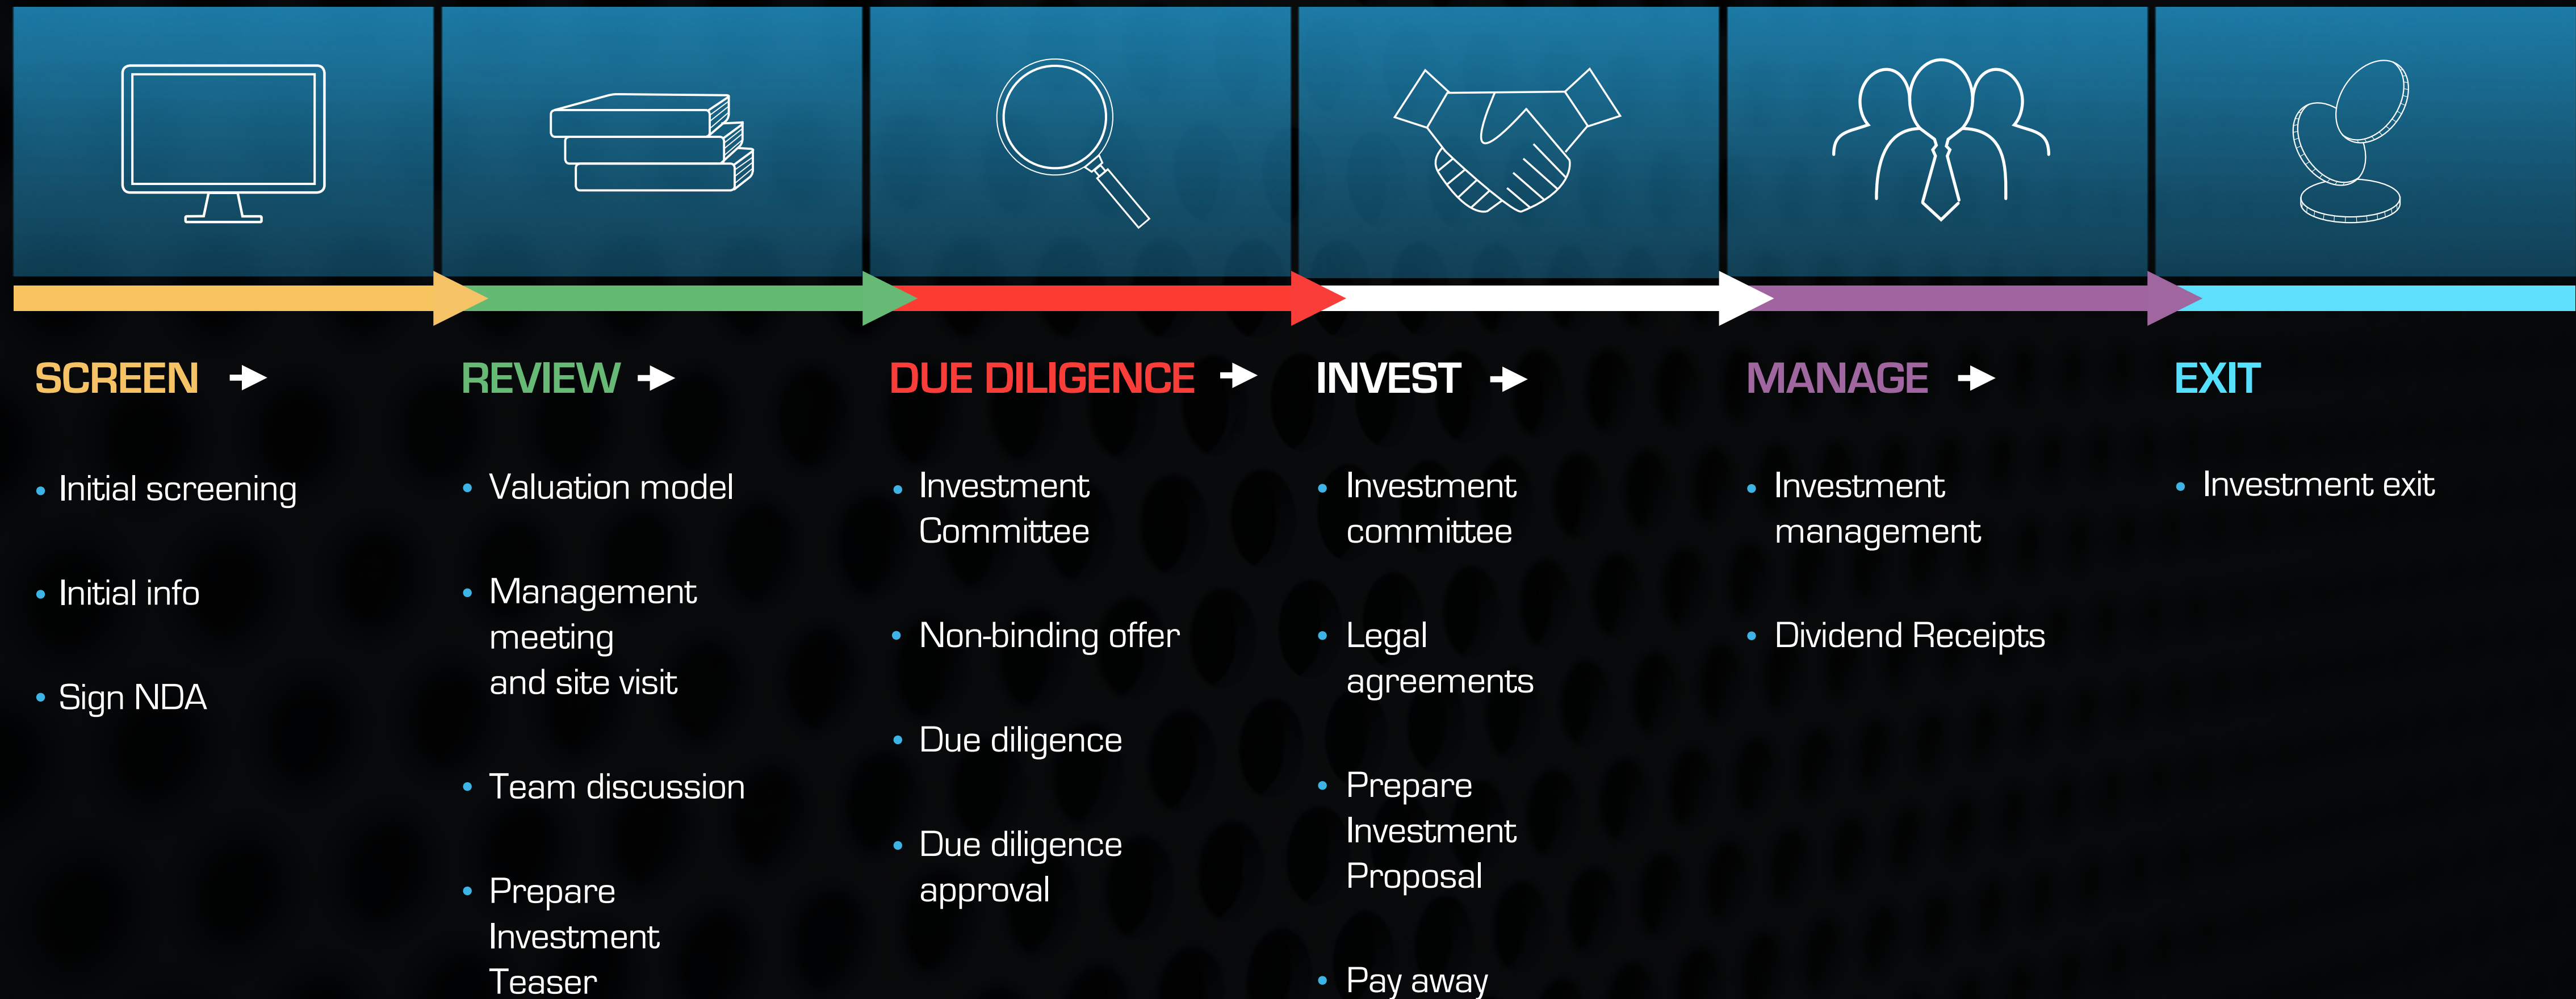 SCREEN
Initial screening
Initial info
Sign NDA
REVIEW
Valuation model
Management
meeting
and site visit
Team discussion
Prepare
Investment
Teaser
DUE DILIGENCE
Investment
Committee
Non-binding offer
Due diligence
Due diligence
approval
INVEST
Investment
committee
Legal
agreements
Prepare
Investment
Proposal
Pay away
MANAGE
Investment
management
Dividend Receipts
EXIT
Investment exit